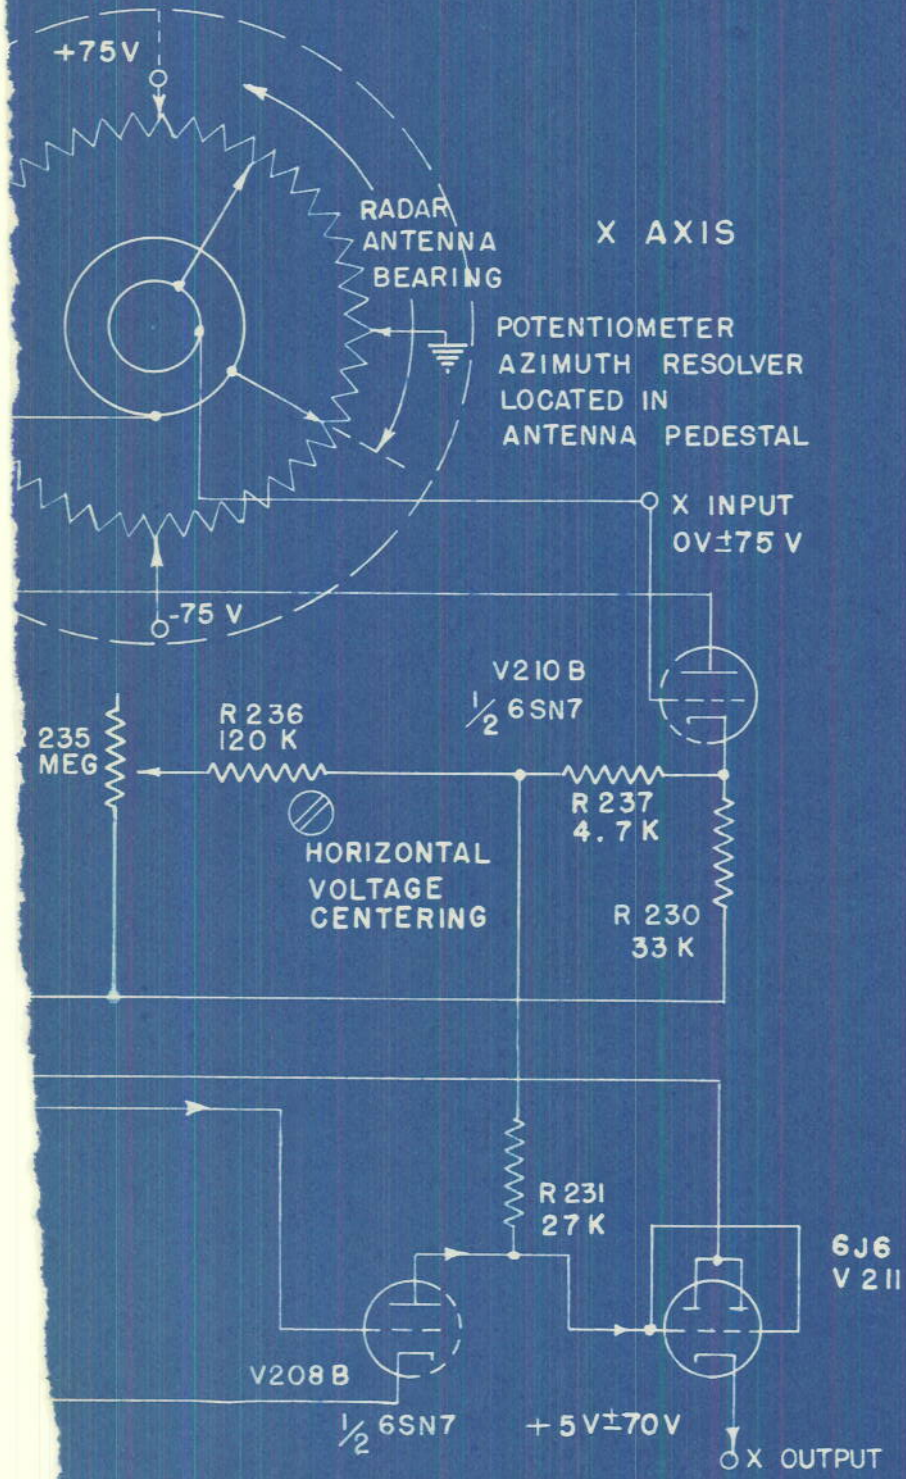 +75V
RADAR
ANTENNA
BEARING
X AXIS
POTENTIOMETER
AZIMUTH RESOLVER
LOCATED IN
ANTENNA PEDESTAL
X INPUT
0V±75 V
-75 V
V210 B
1/2 6SN7
235
MEG
R 236
120 K
R 237
4.7 K
HORIZONTAL
VOLTAGE
CENTERING
R 230
33 K
R 231
27 K
6J6
V 211
V208 B
1/2 6SN7
+5V±70V
X OUTPUT